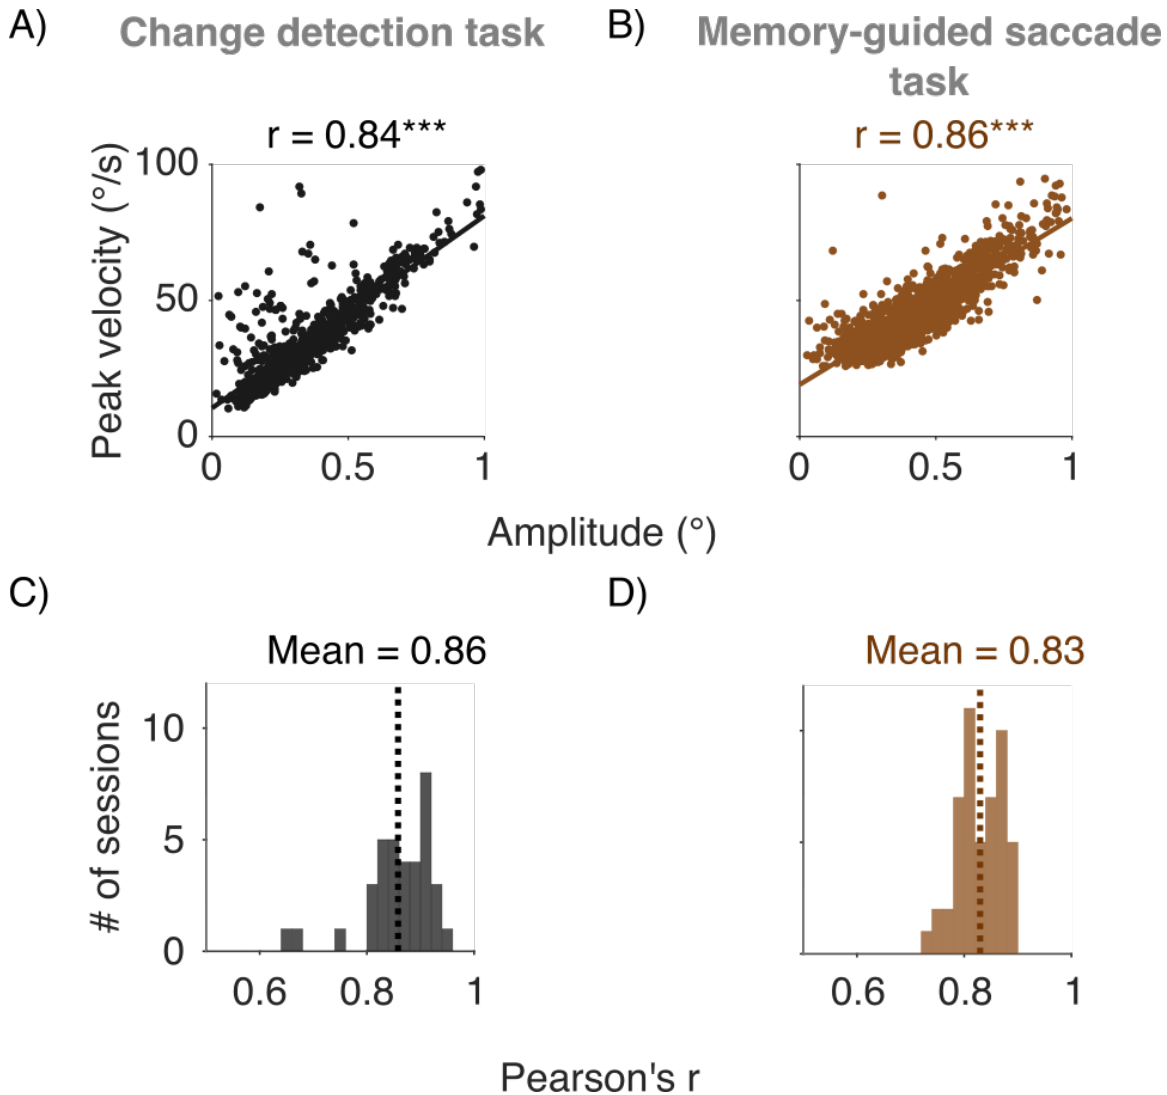 A)
Change detection task
B)
Memory-guided saccade
task
r = 0.84***
r = 0.86***
Peak velocity (°/s)
100
50
0
0
0.5
1
0
0.5
1
Amplitude (°)
C)
D)
Mean = 0.86
Mean = 0.83
# of sessions
10
5
0
0.6
0.8
1
0.6
0.8
1
Pearson's r